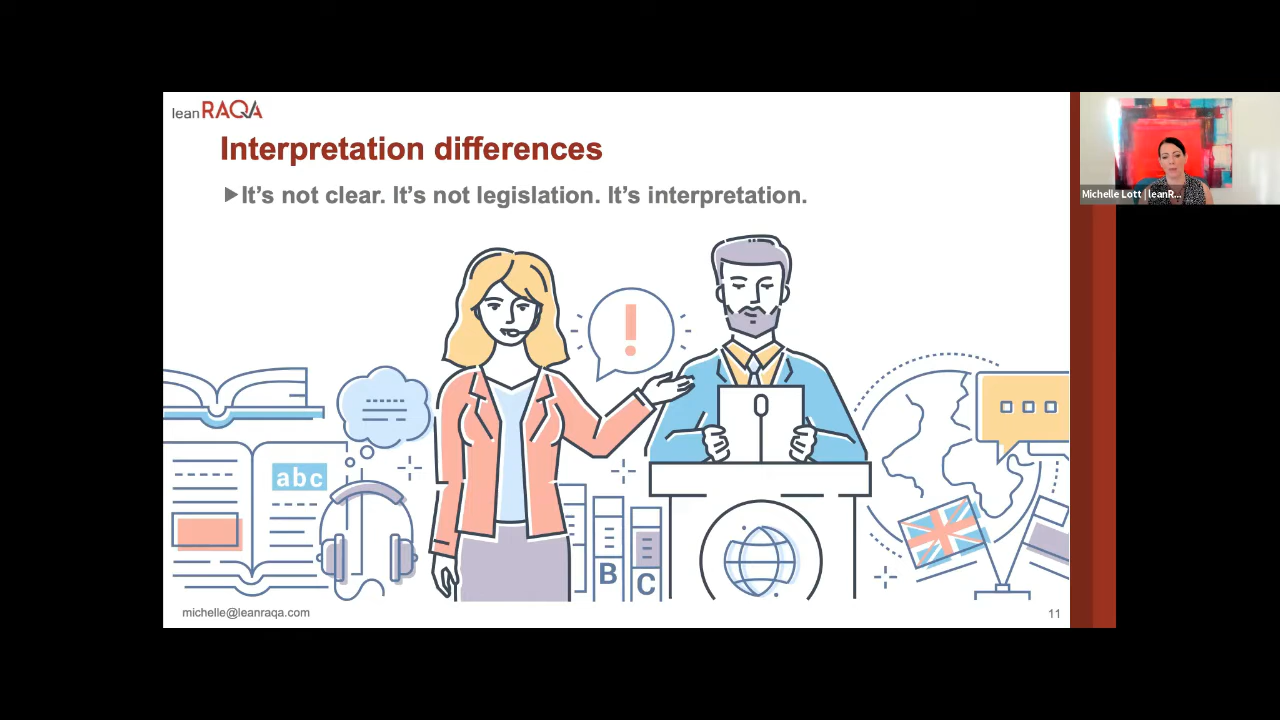 leanRAQA
Interpretation differences
It's not clear. It's not legislation. It's interpretation.
Michelle Lott | leanR...
abc
B
C
michelle@leanraqa.com
11